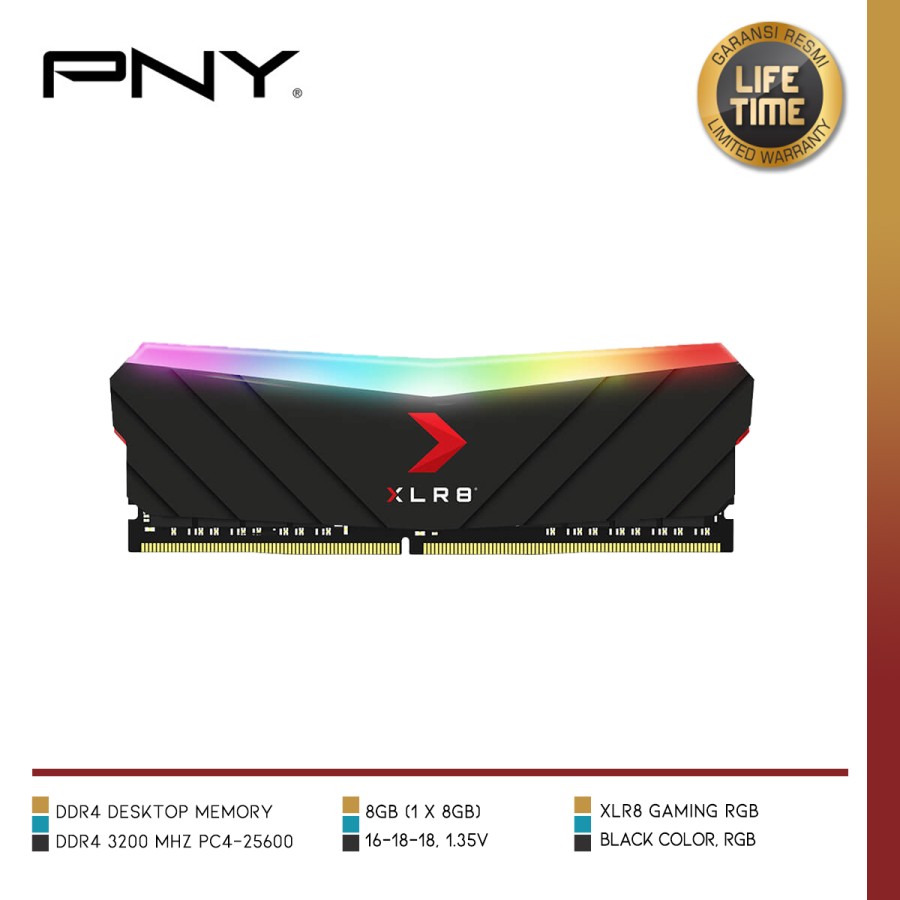 PNY®
GARANSI RESMI
LIFE
TIME
LIMITED WARRANTY
XLR8®
DDR4 DESKTOP MEMORY
DDR4 3200 MHZ PC4-25600
8GB (1 X 8GB)
16-18-18, 1.35V
XLR8 GAMING RGB
BLACK COLOR, RGB